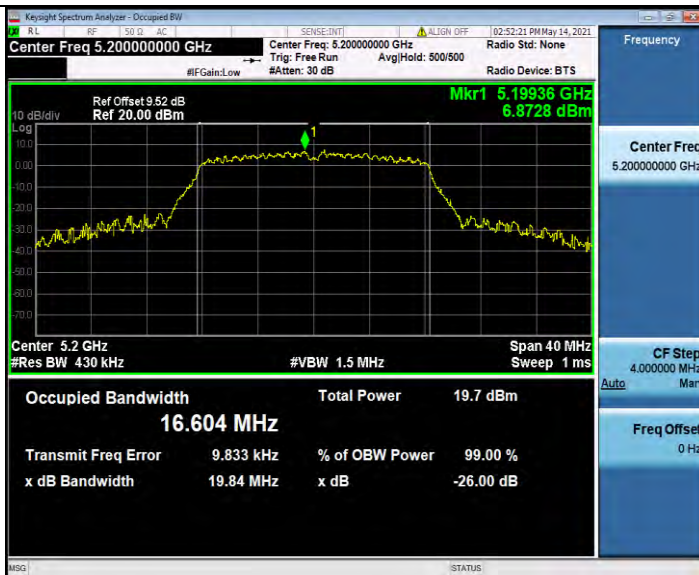 Keysight Spectrum Analyzer - Occupied BW
RL RF 50 Ω AC SENSE:INT ALIGN OFF 02:52:21 PM May 14, 2021
Center Freq 5.200000000 GHz
Center Freq: 5.200000000 GHz
Radio Std: None
Trig: Free Run Avg|Hold: 500/500
#IFGain:Low #Atten: 30 dB Radio Device: BTS
Frequency
Ref Offset 9.52 dB
10 dB/div Ref 20.00 dBm
Mkr1 5.19936 GHz
6.8728 dBm
Log
1
10.0
0.00
-10.0
-20.0
-30.0
-40.0
-50.0
-60.0
-70.0
Center 5.2 GHz Span 40 MHz
#Res BW 430 kHz #VBW 1.5 MHz Sweep 1 ms
Center Freq
5.200000000 GHz
CF Step
4.000000 MHz
Auto Man
Freq Offset
0 Hz
Occupied Bandwidth Total Power 19.7 dBm
16.604 MHz
Transmit Freq Error 9.833 kHz % of OBW Power 99.00 %
x dB Bandwidth 19.84 MHz x dB -26.00 dB
MSG STATUS